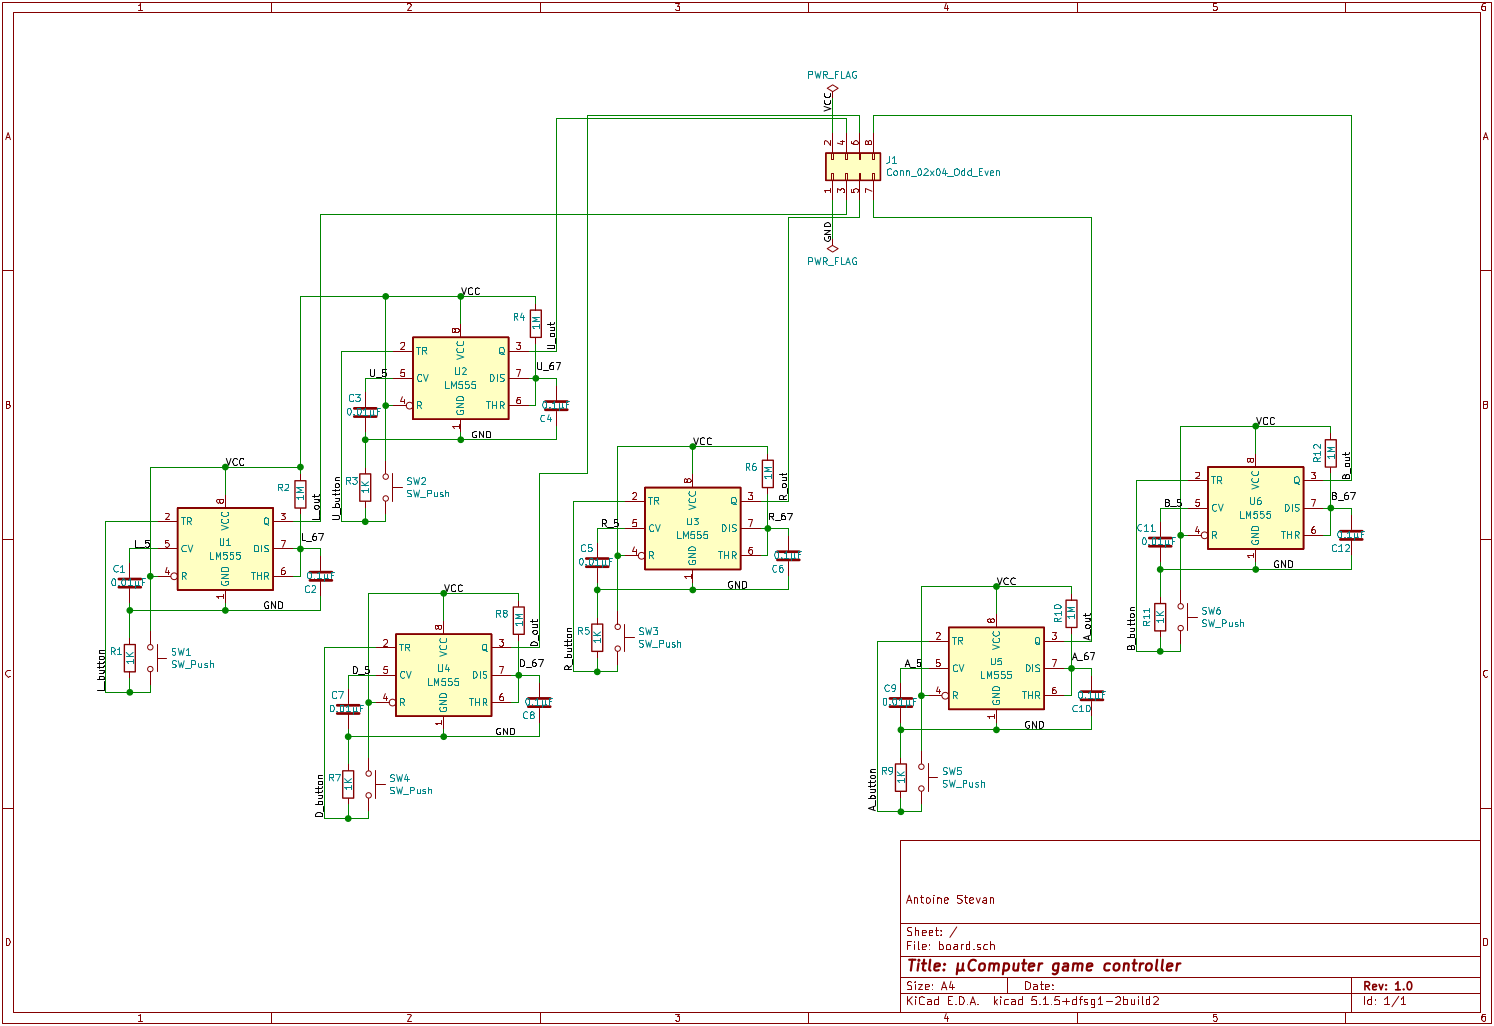 1 2 3 4 5 6
A A
B B
C C
D D
1 2 3 4 5 6
PWR_FLAG
VCC
2 4 6 8
J1
Conn_02x04_Odd_Even
1 3 5 7
GND
PWR_FLAG
VCC
R4
1M
U_out
8
2 TR VCC Q 3
U2
LM555
U_67
U_5
5 CV DIS 7
4 R GND THR 6
1
C3
0.01uF
0.1uF
C4
GND
R3
1K
SW2
SW_Push
U_button
VCC
R2
1M
L_out
8
2 TR VCC Q 3
U1
LM555
L_67
L_5
5 CV DIS 7
4 R GND THR 6
1
C1
0.01uF
0.1uF
C2
GND
R1
1K
SW1
SW_Push
L_button
VCC
R6
1M
R_out
8
2 TR VCC Q 3
U3
LM555
R_67
R_5
5 CV DIS 7
4 R GND THR 6
1
C5
0.01uF
0.1uF
C6
GND
R5
1K
SW3
SW_Push
R_button
VCC
R8
1M
D_out
8
2 TR VCC Q 3
U4
LM555
D_67
D_5
5 CV DIS 7
4 R GND THR 6
1
C7
0.01uF
0.1uF
C8
GND
R7
1K
SW4
SW_Push
D_button
VCC
R10
1M
A_out
8
2 TR VCC Q 3
U5
LM555
A_67
A_5
5 CV DIS 7
4 R GND THR 6
1
C9
0.01uF
0.1uF
C10
GND
R9
1K
SW5
SW_Push
A_button
VCC
R12
1M
B_out
8
2 TR VCC Q 3
U6
LM555
B_67
B_5
5 CV DIS 7
4 R GND THR 6
1
C11
0.01uF
0.1uF
C12
GND
R11
1K
SW6
SW_Push
B_button
Antoine Stevan
Sheet: /
File: board.sch
Title: µComputer game controller
Size: A4 Date: Rev: 1.0
KiCad E.D.A. kicad 5.1.5+dfsg1-2build2 Id: 1/1